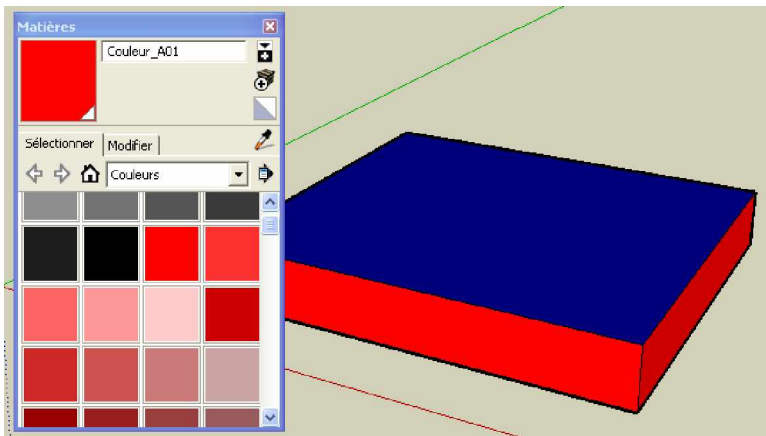 Matières
Couleur_A01
Sélectionner
Modifier
Couleurs